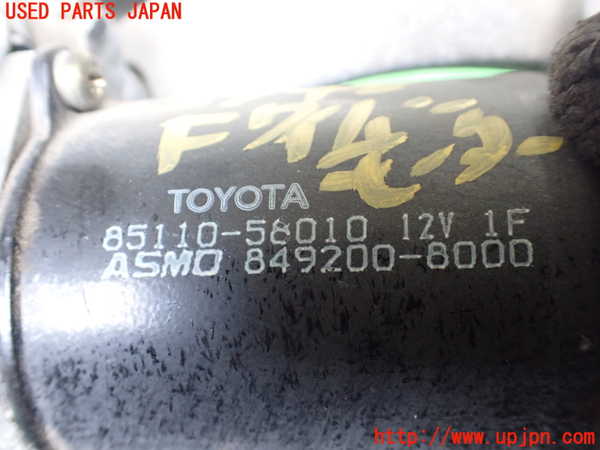 USED PARTS JAPAN
Fワイパーモーター
TOYOTA
85110-58010 12V 1F
ASMO 849200-8000
http://www.upjpn.com/